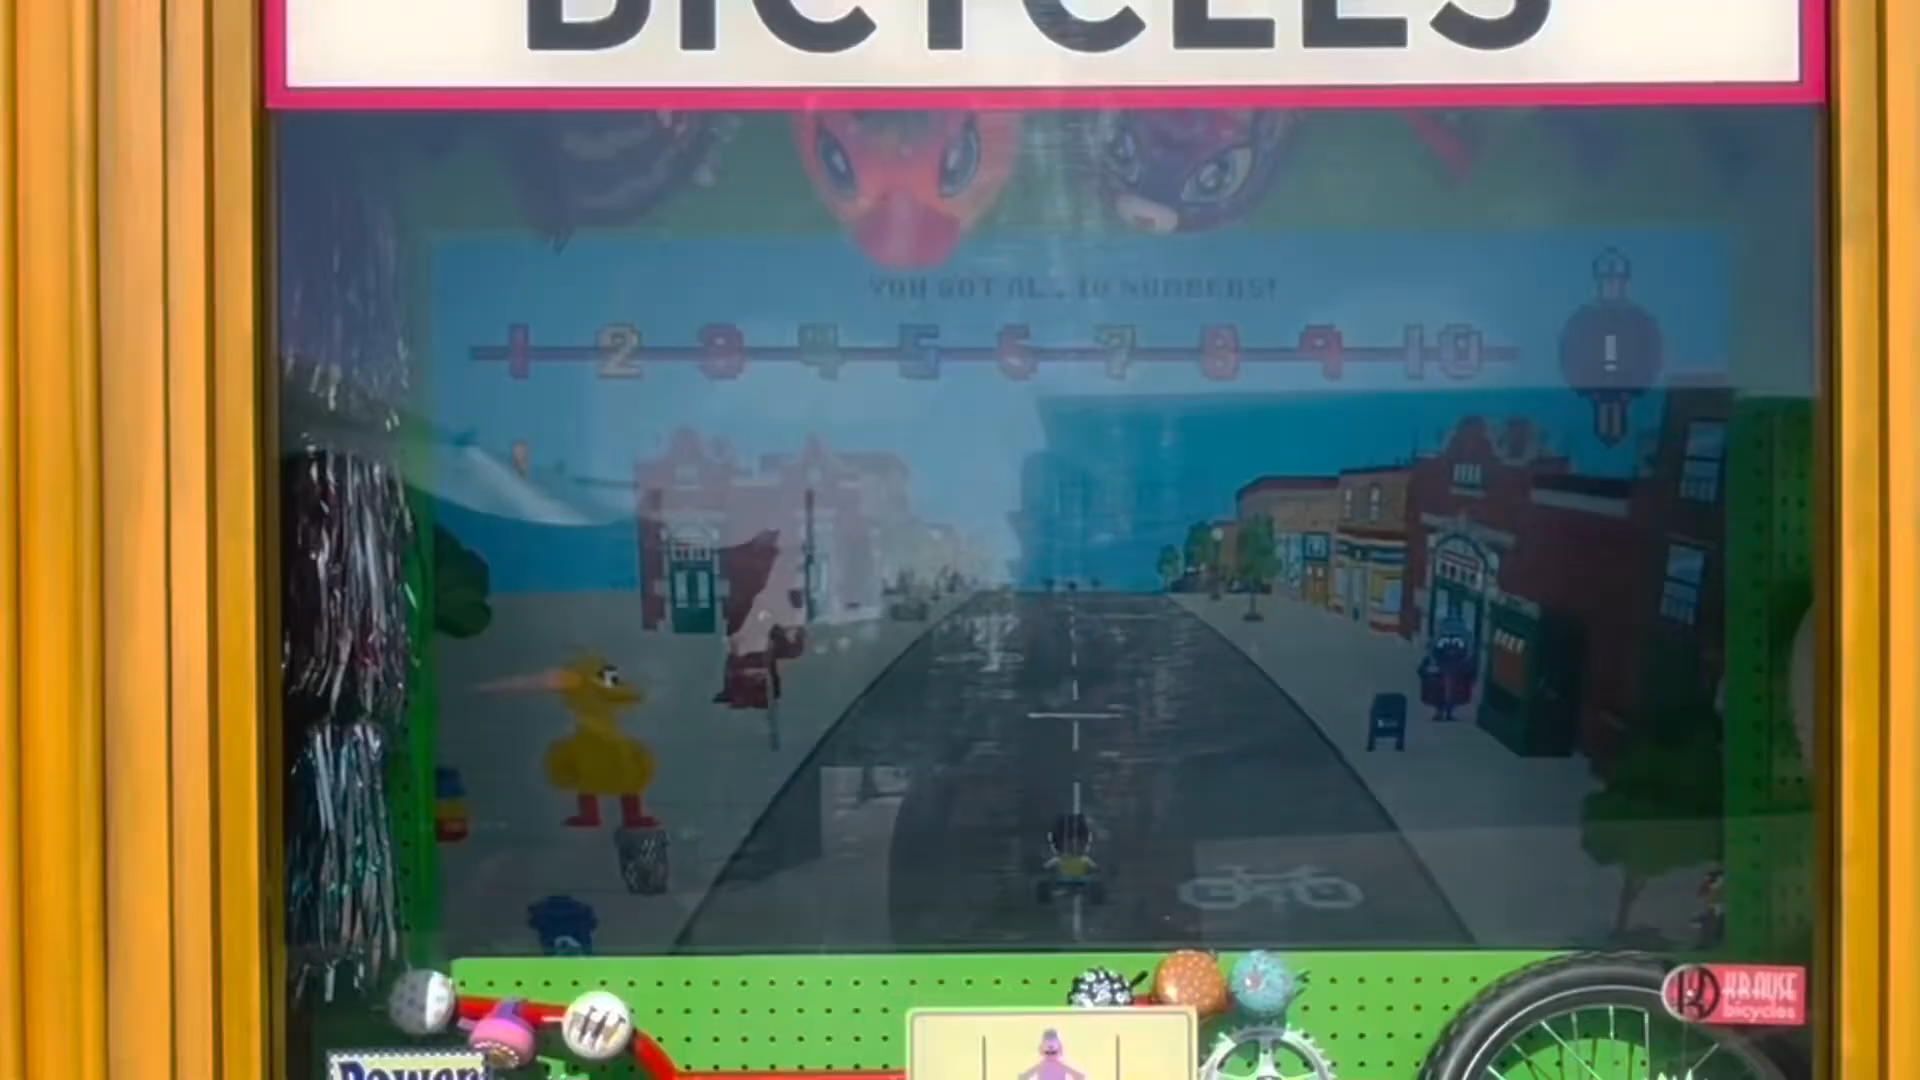 BICYCLES
YOU GOT ALL 10 NUMBERS!
1 2 3 4 5 6 7 8 9 10
!
KRAUSE
bicycles
Power